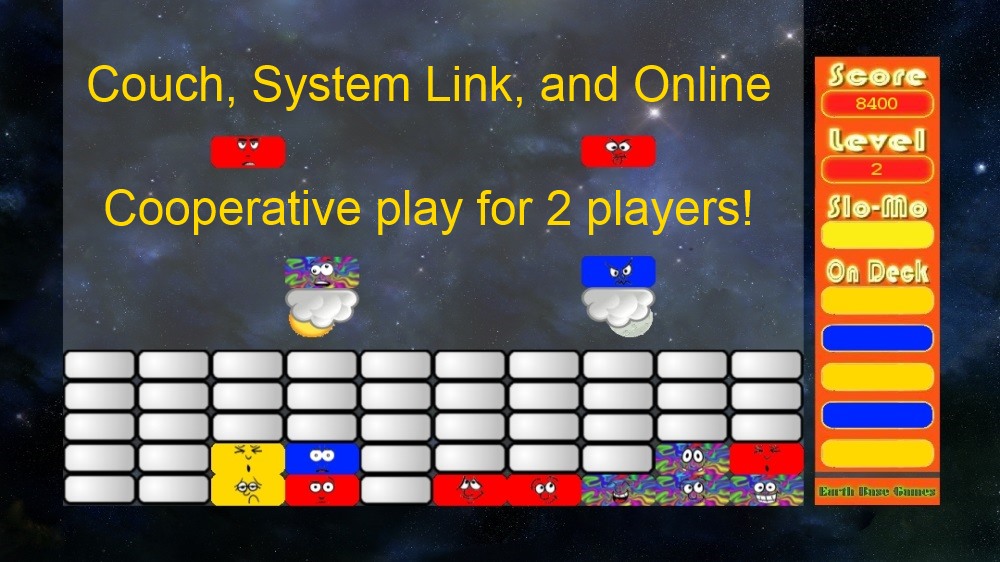 Couch, System Link, and Online
Cooperative play for 2 players!
Score
8400
Level
2
Slo-Mo
On Deck
Earth Base Games